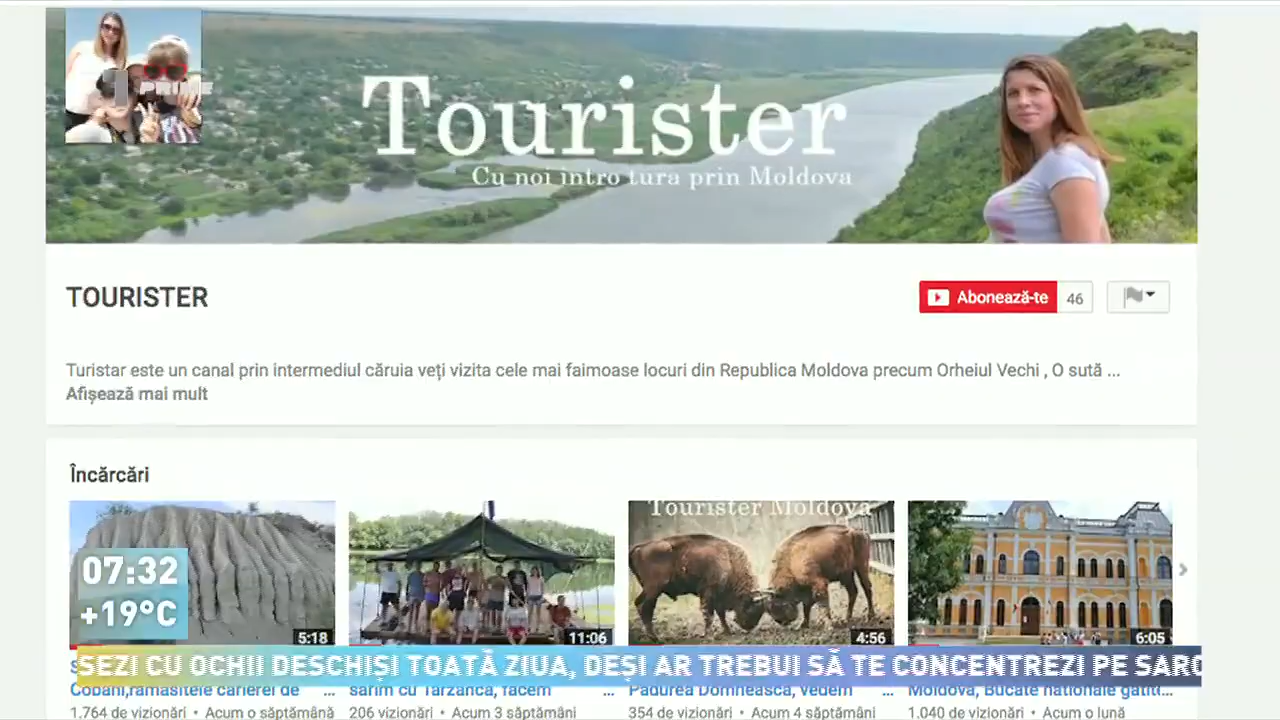 1 PRIME
Tourister
Cu noi intro tura prin Moldova
TOURISTER
Abonează-te
46
Turistar este un canal prin intermediul căruia veți vizita cele mai faimoase locuri din Republica Moldova precum Orheiul Vechi , O sută ...
Afișează mai mult
Încărcări
Tourister Moldova
07:32
+19°C
5:18
11:06
4:56
6:05
SEZI CU OCHII DESCHIȘI TOATĂ ZIUA, DEȘI AR TREBUI SĂ TE CONCENTREZI PE SARC
Cobani,ramasitele carierei de ...
sarim cu Tarzanca, facem ...
Padurea Domneasca, vedem ...
Moldova, Bucate nationale gatit...
1.764 de vizionări • Acum o săptămână
206 vizionări • Acum 3 săptămâni
354 de vizionări • Acum 4 săptămâni
1.040 de vizionări • Acum o lună